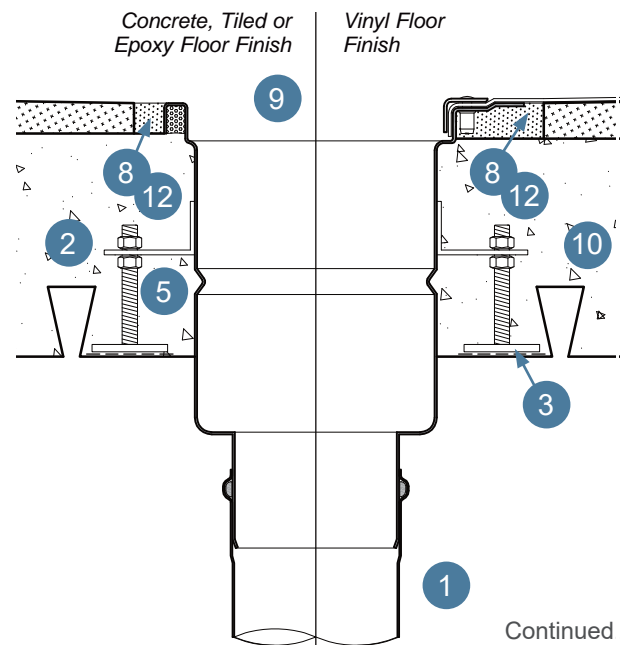 Concrete, Tiled or
Epoxy Floor Finish
Vinyl Floor
Finish
9
8
12
8
12
2
10
5
3
1
Continued